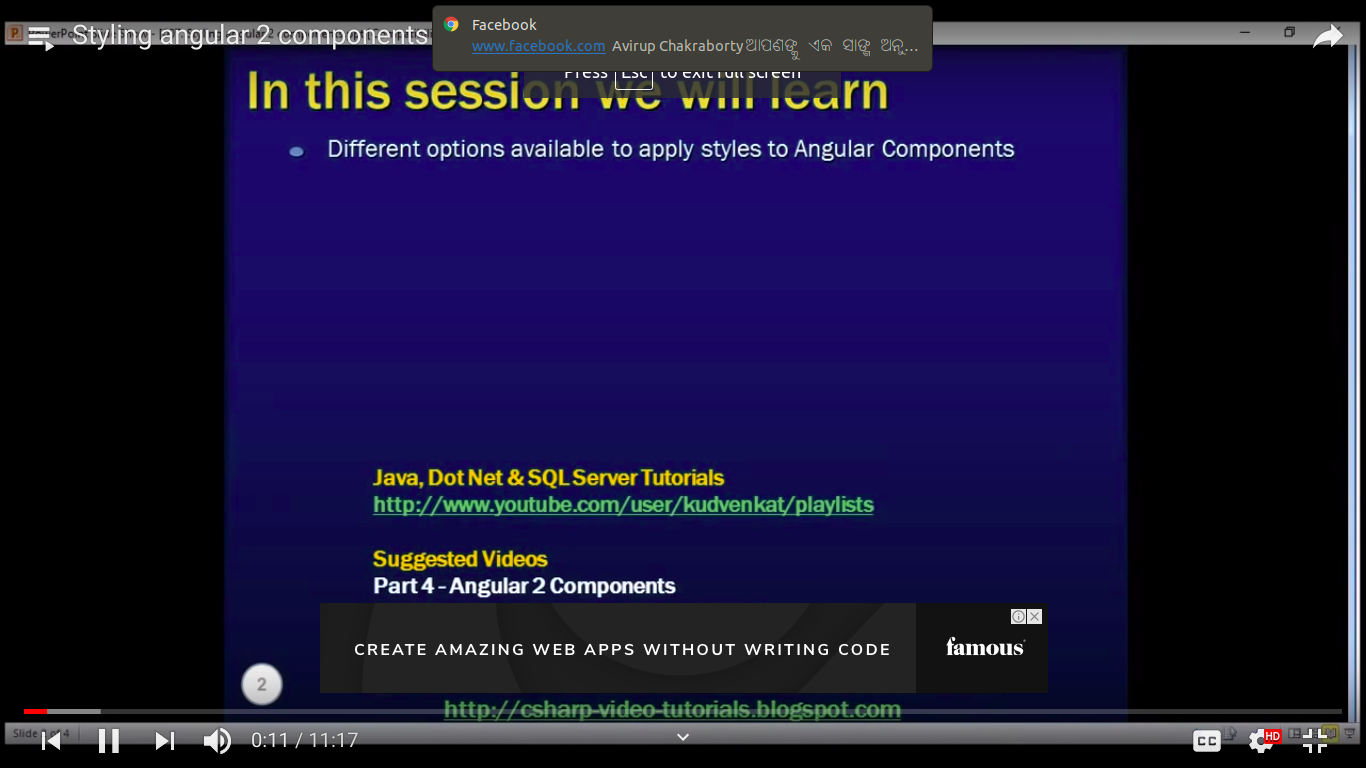 Styling angular 2 components
Facebook
www.facebook.com Avirup Chakraborty ଆପଣଙ୍କୁ ଏକ ସାଙ୍ଗ ଅନୁ...
Press Esc to exit full screen
In this session we will learn
Different options available to apply styles to Angular Components
Java, Dot Net & SQL Server Tutorials
http://www.youtube.com/user/kudvenkat/playlists
Suggested Videos
Part 4 - Angular 2 Components
CREATE AMAZING WEB APPS WITHOUT WRITING CODE
famous
2
http://csharp-video-tutorials.blogspot.com
0:11 / 11:17
CC
HD